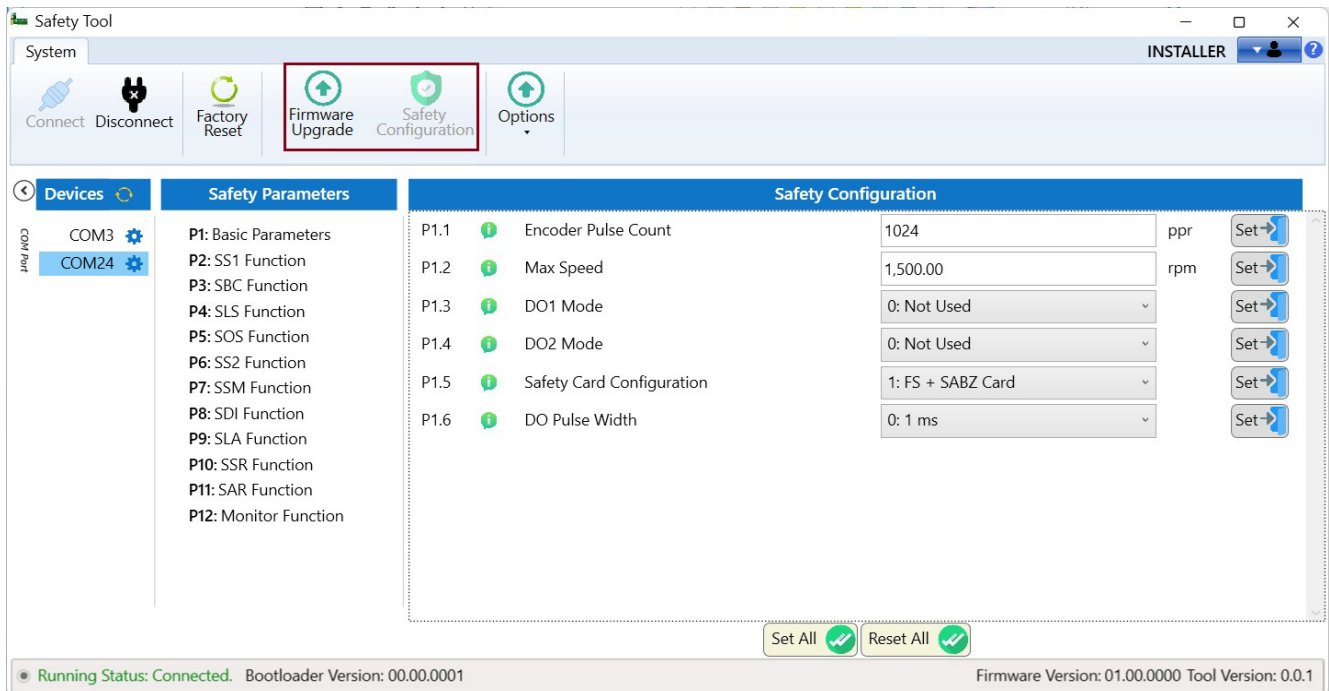 Safety Tool
System
INSTALLER
Connect
Disconnect
Factory
Reset
Firmware
Upgrade
Safety
Configuration
Options
Devices
Safety Parameters
Safety Configuration
COM Port
COM3
COM24
P1: Basic Parameters
P2: SS1 Function
P3: SBC Function
P4: SLS Function
P5: SOS Function
P6: SS2 Function
P7: SSM Function
P8: SDI Function
P9: SLA Function
P10: SSR Function
P11: SAR Function
P12: Monitor Function
P1.1 Encoder Pulse Count 1024 ppr Set
P1.2 Max Speed 1,500.00 rpm Set
P1.3 DO1 Mode 0: Not Used Set
P1.4 DO2 Mode 0: Not Used Set
P1.5 Safety Card Configuration 1: FS + SABZ Card Set
P1.6 DO Pulse Width 0: 1 ms Set
Set All Reset All
Running Status: Connected. Bootloader Version: 00.00.0001 Firmware Version: 01.00.0000 Tool Version: 0.0.1